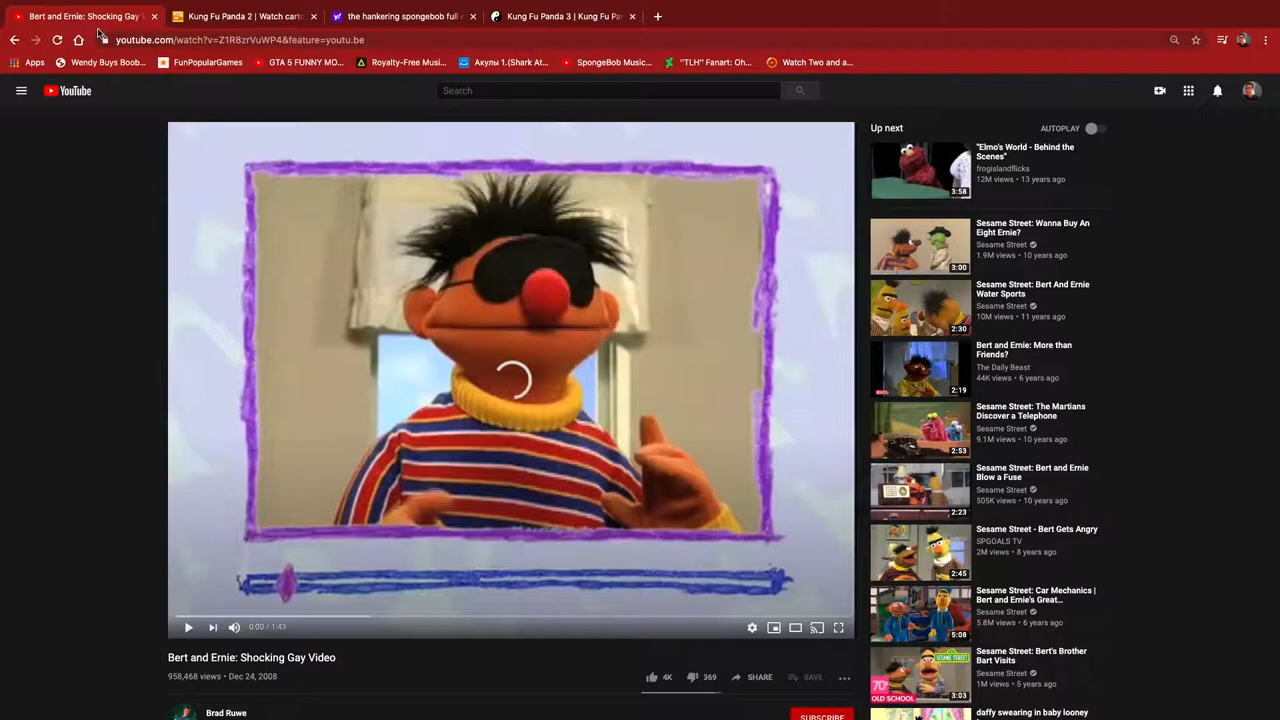 Bert and Ernie: Shocking Gay V
Kung Fu Panda 2 | Watch carto
the hankering spongebob full e
Kung Fu Panda 3 | Kung Fu Pa
youtube.com/watch?v=Z1R8zrVuWP4&feature=youtu.be
Apps
Wendy Buys Boob...
FunPopularGames
GTA 5 FUNNY MO...
Royalty-Free Musi...
Акулы 1.(Shark At...
SpongeBob Music...
"TLH" Fanart: Oh...
Watch Two and a...
YouTube
Search
Up next
AUTOPLAY
"Elmo's World - Behind the
Scenes"
frogislandflicks
12M views • 13 years ago
3:58
Sesame Street: Wanna Buy An
Eight Ernie?
Sesame Street
1.9M views • 10 years ago
3:00
Sesame Street: Bert And Ernie
Water Sports
Sesame Street
10M views • 11 years ago
2:30
Bert and Ernie: More than
Friends?
The Daily Beast
44K views • 6 years ago
2:19
Sesame Street: The Martians
Discover a Telephone
Sesame Street
9.1M views • 10 years ago
2:53
Sesame Street: Bert and Ernie
Blow a Fuse
Sesame Street
505K views • 10 years ago
2:23
Sesame Street - Bert Gets Angry
SPGOALS TV
2M views • 8 years ago
2:45
Sesame Street: Car Mechanics |
Bert and Ernie's Great...
Sesame Street
5.8M views • 6 years ago
5:08
Sesame Street: Bert's Brother
Bart Visits
Sesame Street
1M views • 5 years ago
SESAME STREET
70s
LOD SCHOOL
3:03
daffy swearing in baby looney
0:00 / 1:43
Bert and Ernie: Shocking Gay Video
958,468 views • Dec 24, 2008
4K
369
SHARE
SAVE
Brad Ruwe
SUBSCRIBE